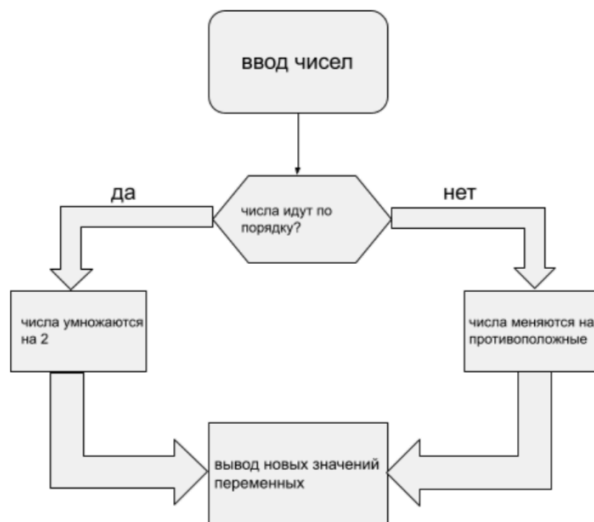 ввод чисел
да
нет
числа идут по
порядку?
числа умножаются
на 2
числа меняются на
противоположные
вывод новых значений
переменных